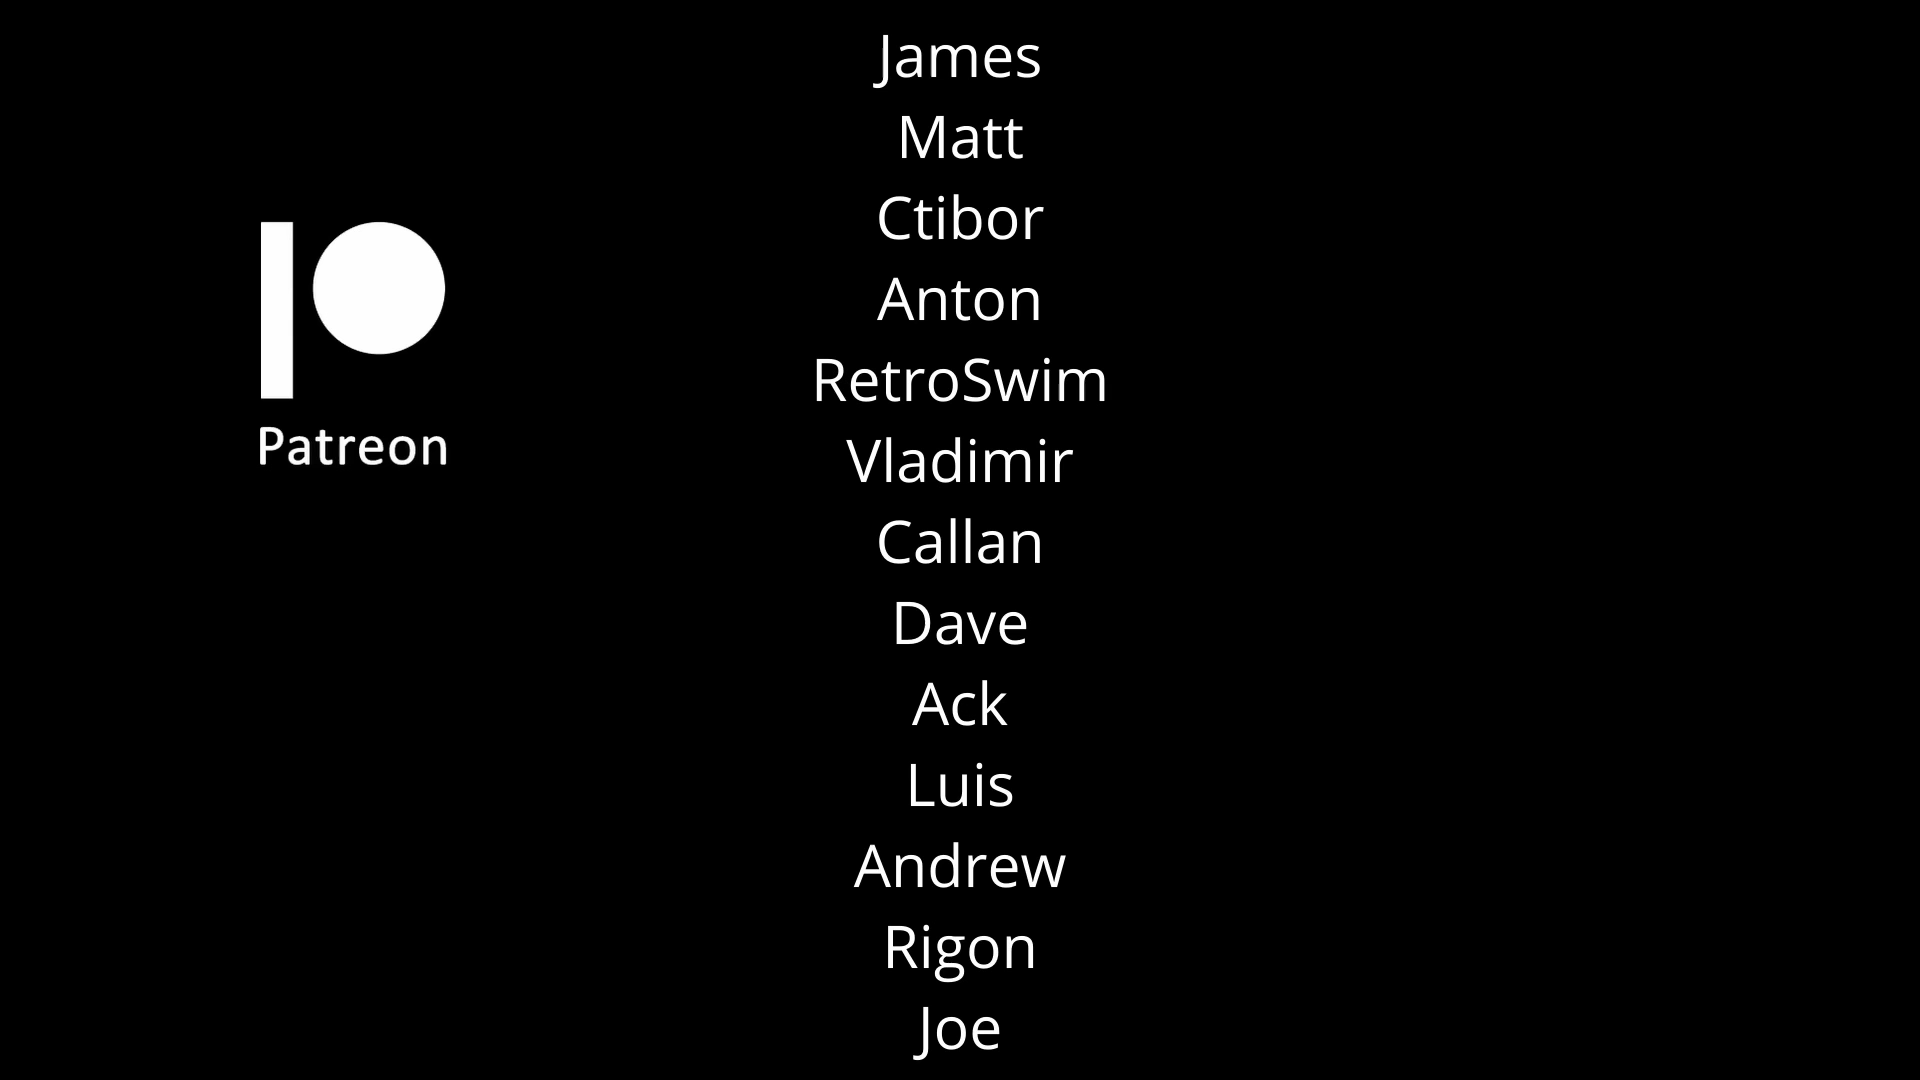 Patreon
James
Matt
Ctibor
Anton
RetroSwim
Vladimir
Callan
Dave
Ack
Luis
Andrew
Rigon
Joe